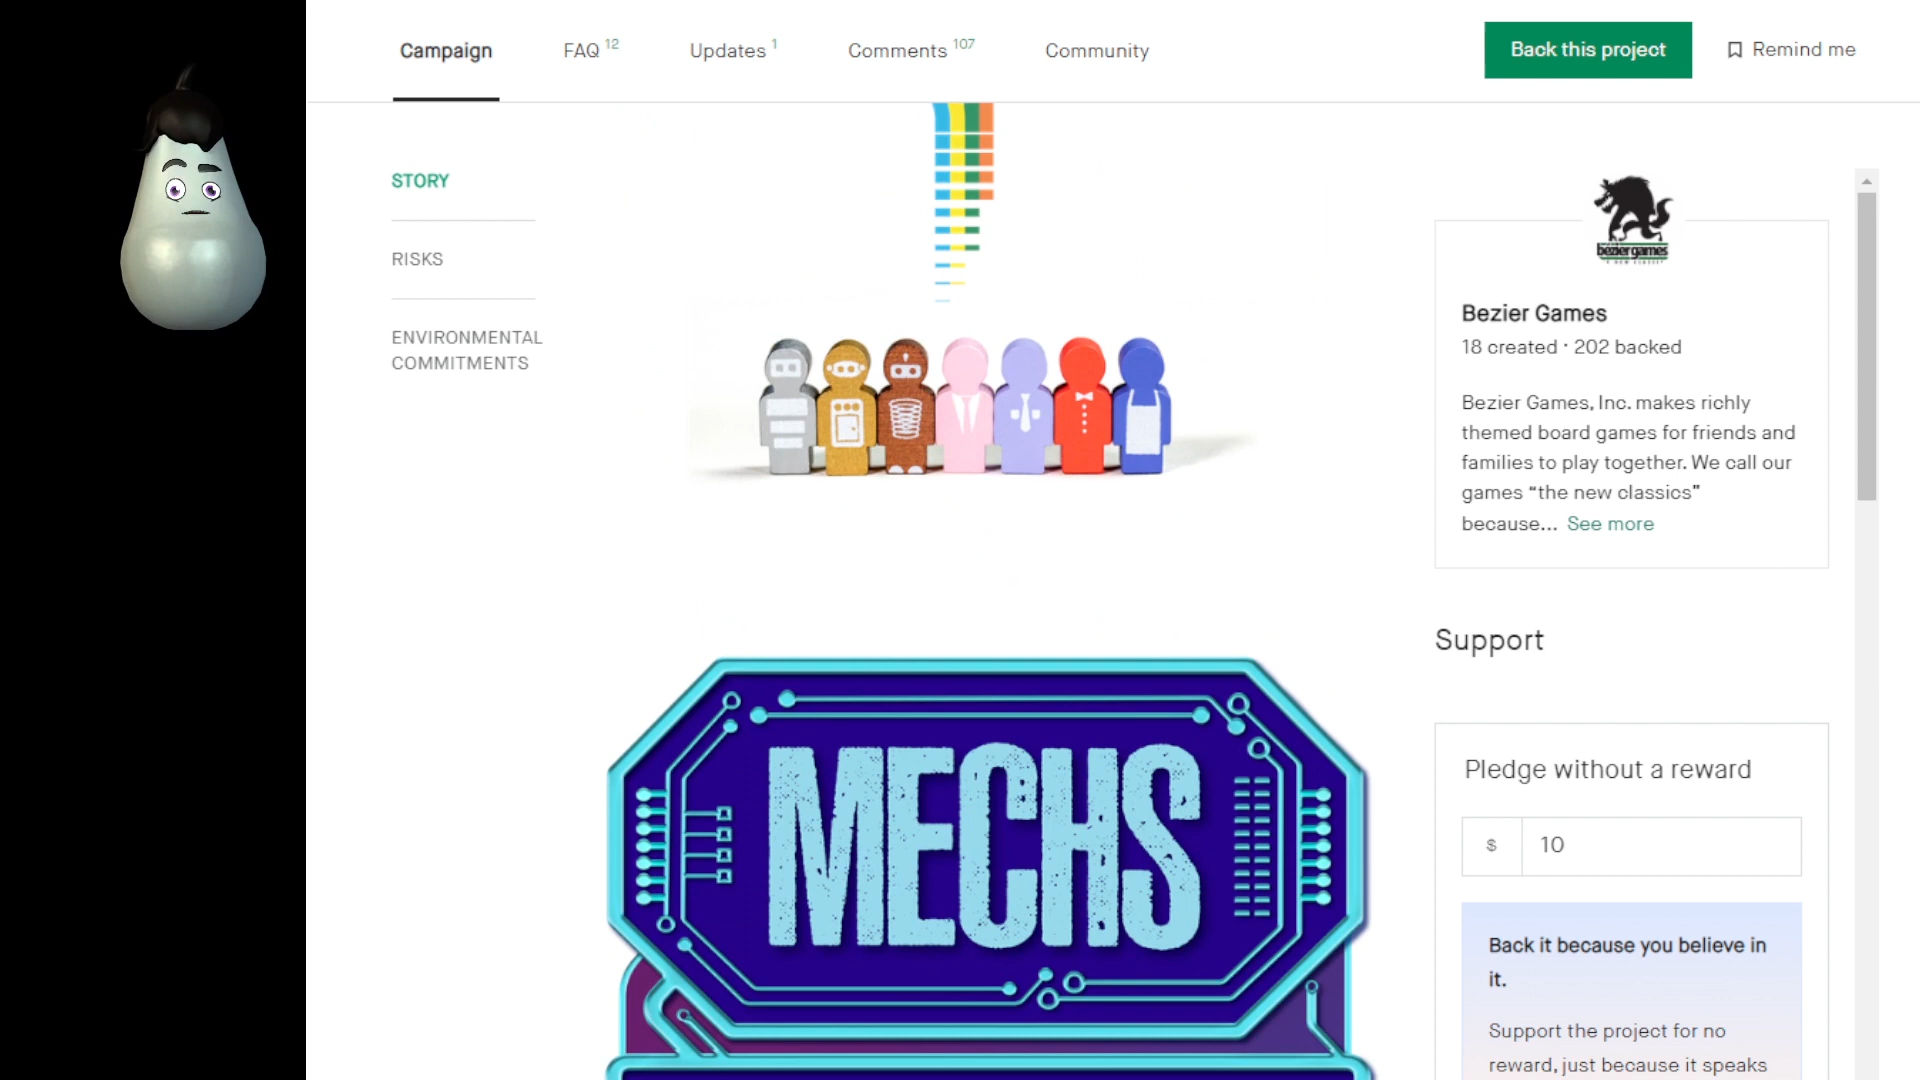 Campaign
FAQ 12
Updates 1
Comments 107
Community
Back this project
Remind me
STORY
RISKS
ENVIRONMENTAL
COMMITMENTS
bezier games
Bezier Games
18 created · 202 backed
Bezier Games, Inc. makes richly
themed board games for friends and
families to play together. We call our
games “the new classics”
because... See more
MECHS
Support
Pledge without a reward
$ 10
Back it because you believe in
it.
Support the project for no
reward, just because it speaks